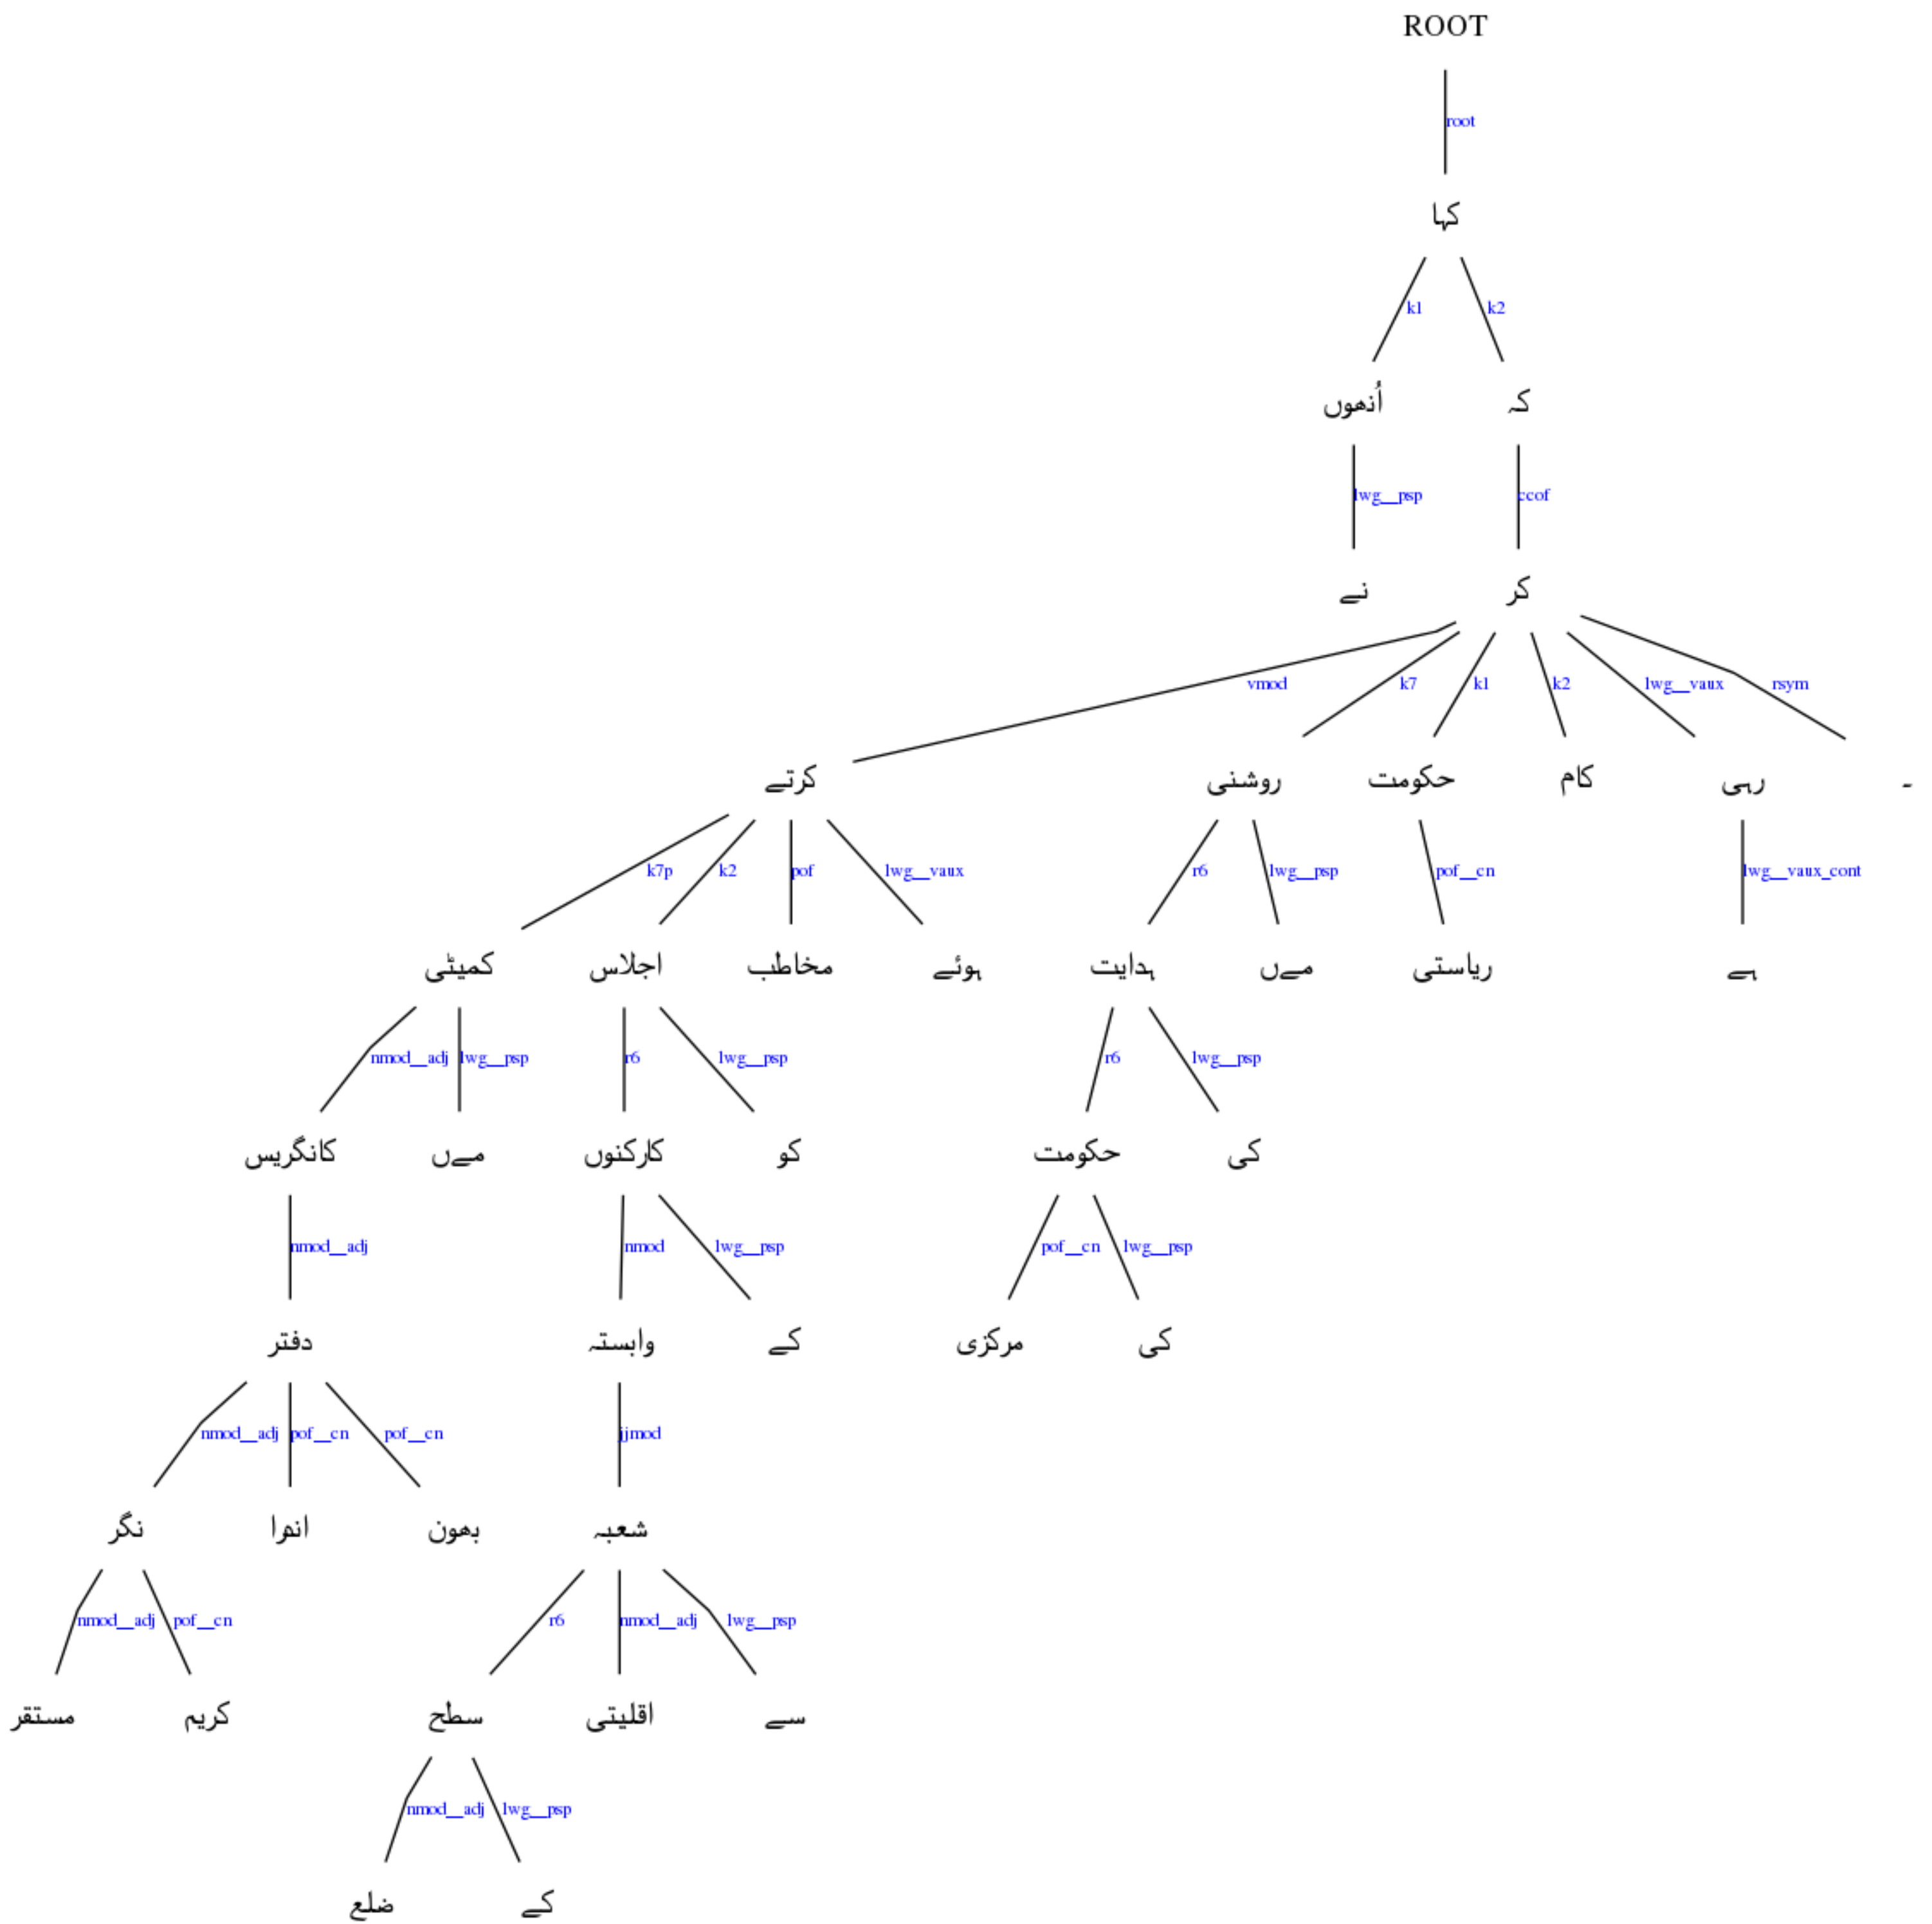 ROOT
root
کہا
k1 k2
اُنھوں کہ
lwg__psp ccof
نے کر
vmod k7 k1 k2 lwg__vaux rsym
کرتے روشنی حکومت کام رہی ۔
k7p k2 pof lwg__vaux r6 lwg__psp pof__cn lwg__vaux_cont
کمیٹی اجلاس مخاطب ہوئے ہدایت مےں ریاستی ہے
nmod__adj lwg__psp r6 lwg__psp r6 lwg__psp
کانگریس مےں کارکنوں کو حکومت کی
nmod__adj nmod lwg__psp pof__cn lwg__psp
دفتر وابستہ کے مرکزی کی
nmod__adj pof__cn pof__cn jjmod
نگر بھون شعبہ
nmod__adj pof__cn r6 nmod__adj lwg__psp
مستقر کریم سطح اقلیتی سے
nmod__adj lwg__psp
ضلع کے